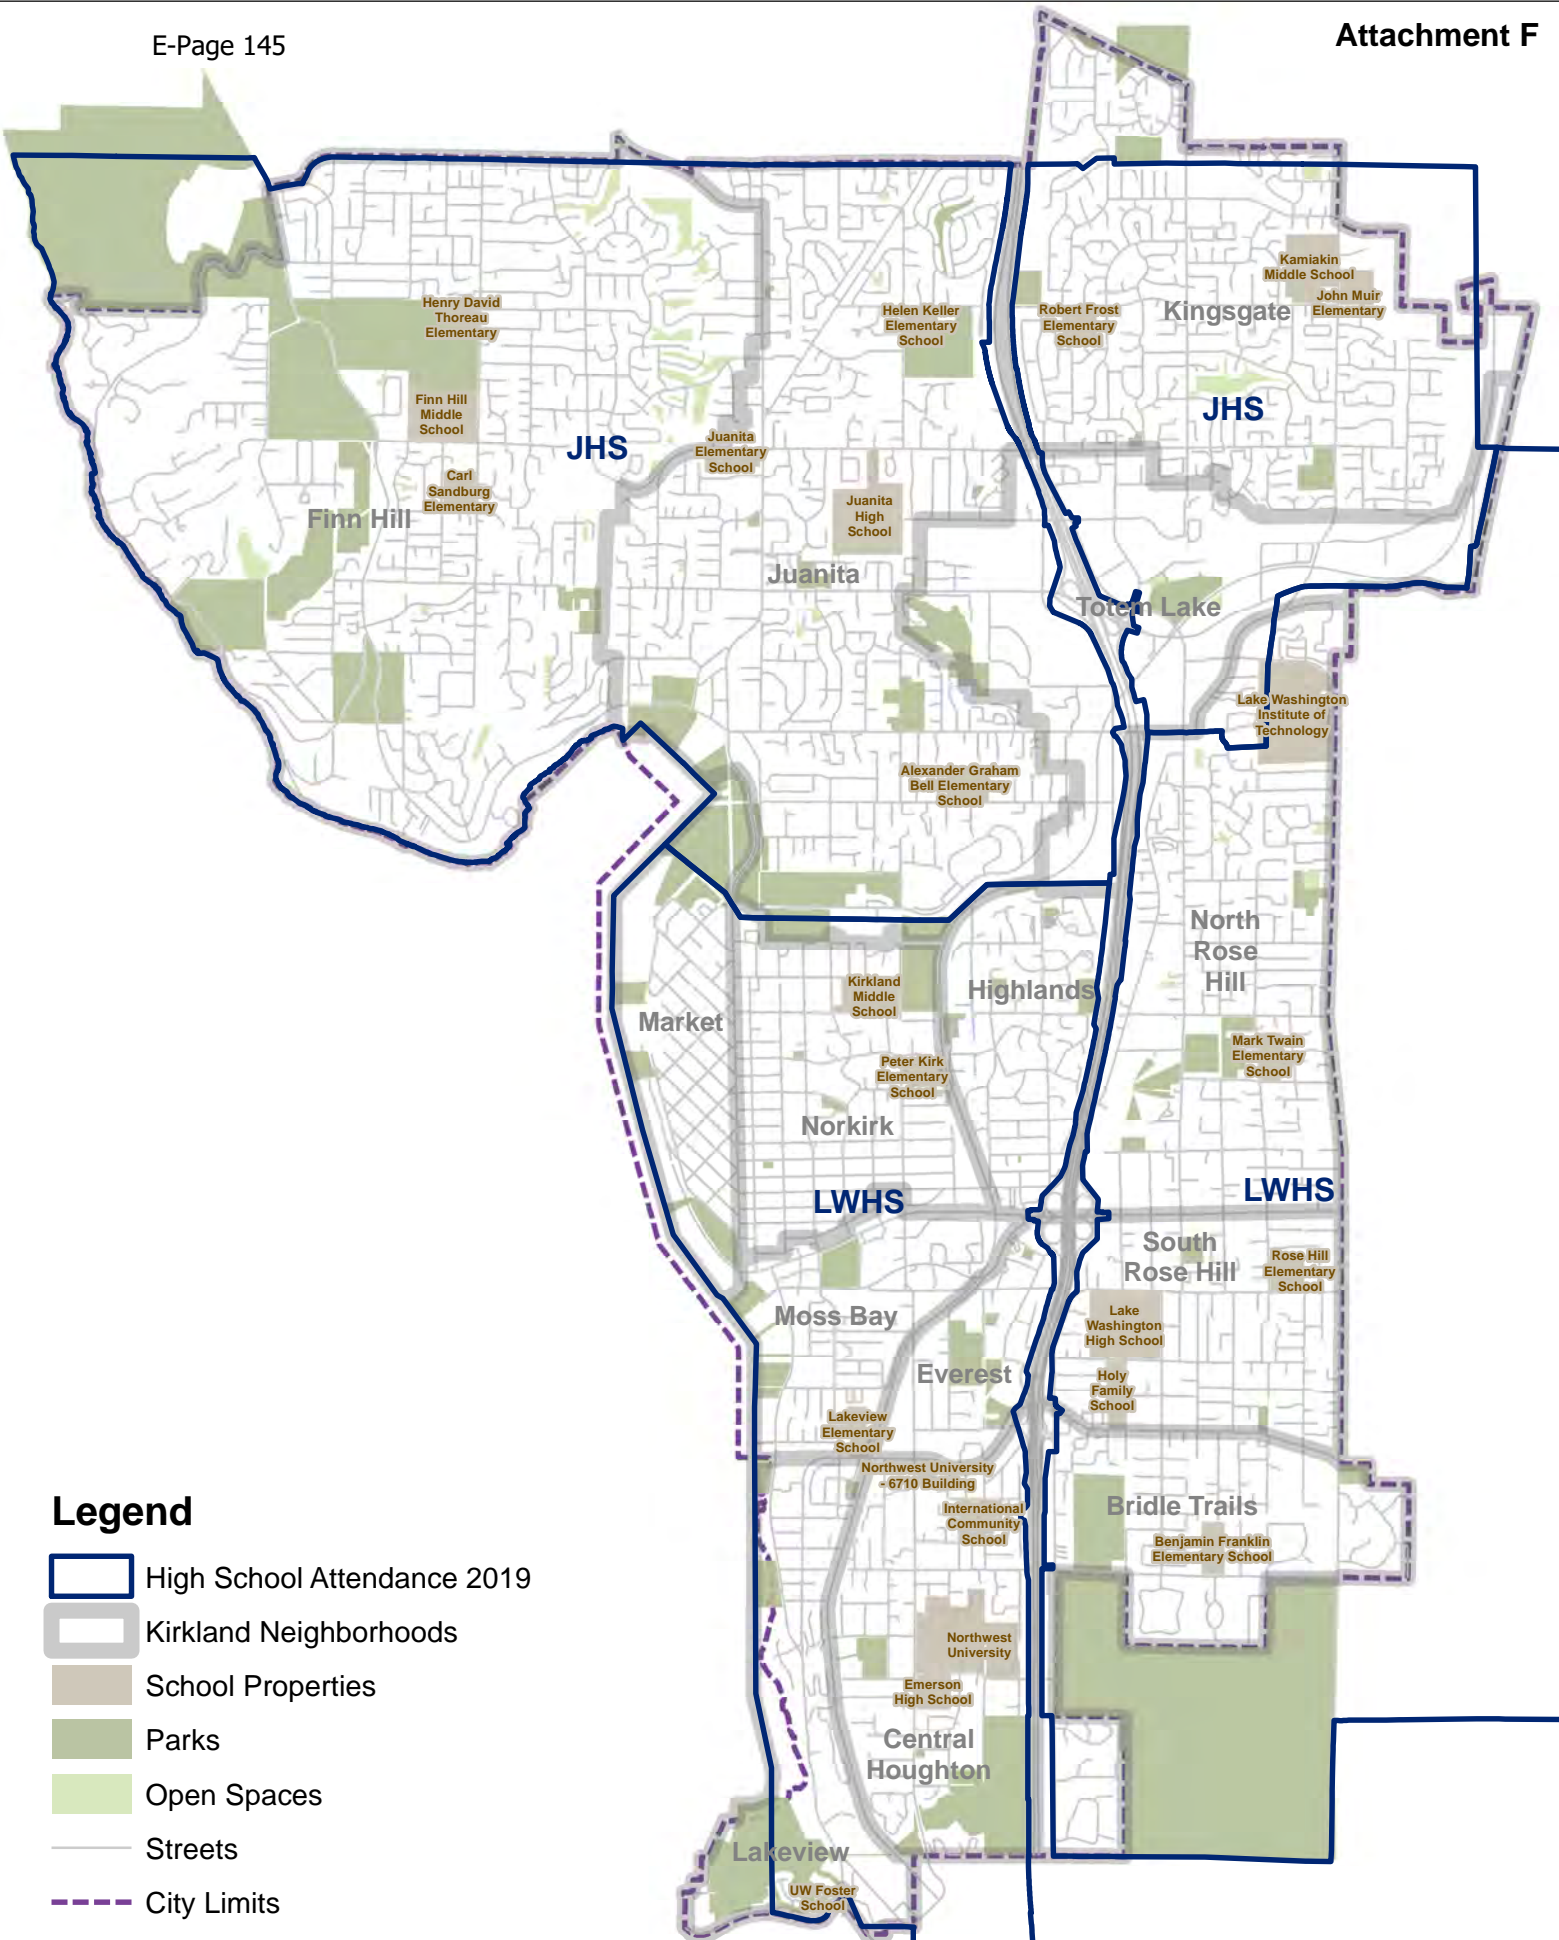 E-Page 145
Attachment F
Kamiakin
Middle School
John Muir
Elementary
Kingsgate
Henry David
Thoreau
Elementary
Helen Keller
Elementary
School
Robert Frost
Elementary
School
Finn Hill
Middle
School
JHS
JHS
Juanita
Elementary
School
Carl
Sandburg
Elementary
Finn Hill
Juanita
High
School
Juanita
Totem Lake
Lake Washington
Institute of
Technology
Alexander Graham
Bell Elementary
School
North
Rose
Hill
Kirkland
Middle
School
Highlands
Market
Mark Twain
Elementary
School
Peter Kirk
Elementary
School
Norkirk
LWHS
LWHS
South
Rose Hill
Rose Hill
Elementary
School
Moss Bay
Lake
Washington
High School
Everest
Holy
Family
School
Lakeview
Elementary
School
Northwest University
- 6710 Building
International
Community
School
Bridle Trails
Benjamin Franklin
Elementary School
Northwest
University
Emerson
High School
Central
Houghton
Lakeview
UW Foster
School
Legend
High School Attendance 2019
Kirkland Neighborhoods
School Properties
Parks
Open Spaces
Streets
City Limits